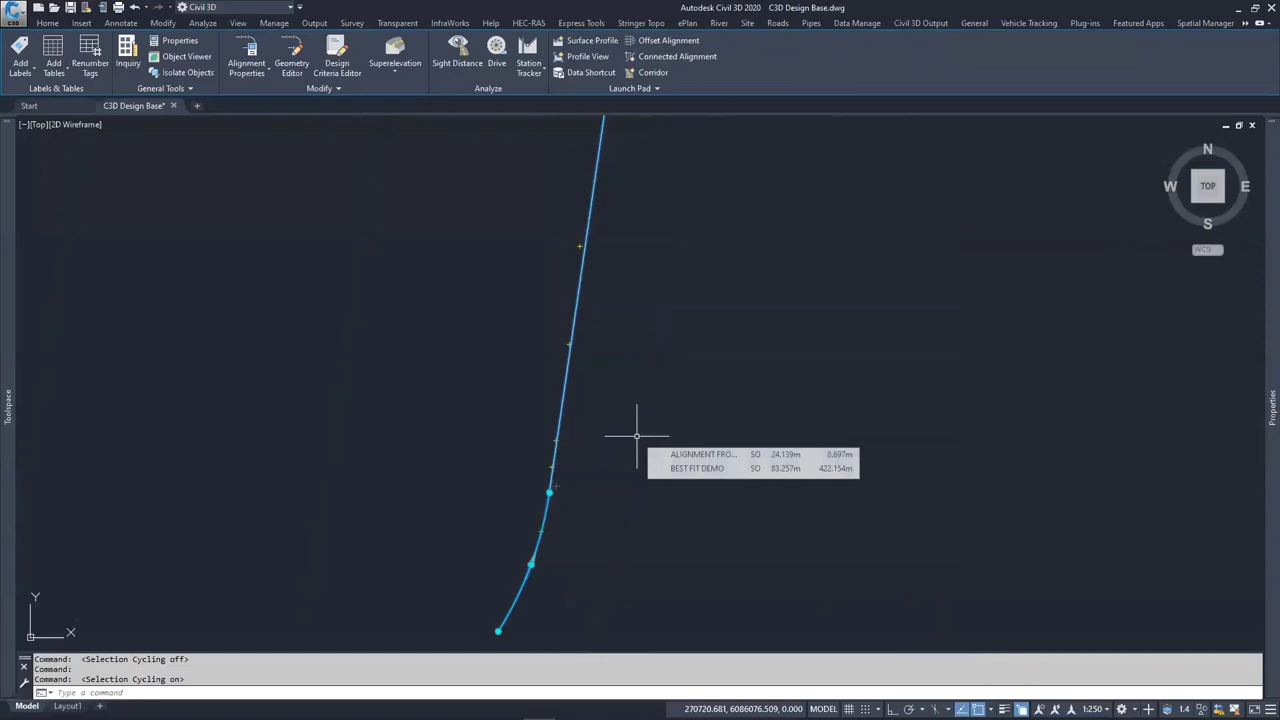 C3D
Civil 3D
Autodesk Civil 3D 2020 C3D Design Base.dwg
Home Insert Annotate Modify Analyze View Manage Output Survey Transparent InfraWorks Help HEC-RAS Express Tools Stringer Topo ePlan River Site Roads Pipes Data Manage Civil 3D Output General Vehicle Tracking Plug-ins Featured Apps Spatial Manager
Add Labels
Add Tables
Renumber Tags
Labels & Tables
Inquiry
Properties
Object Viewer
Isolate Objects
General Tools
Alignment Properties
Geometry Editor
Design Criteria Editor
Superelevation
Modify
Sight Distance
Drive
Station Tracker
Analyze
Surface Profile
Profile View
Data Shortcut
Offset Alignment
Connected Alignment
Corridor
Launch Pad
Start
C3D Design Base*
[−][Top][2D Wireframe]
N
W TOP E
S
WCS
Toolspace
Properties
ALIGNMENT FRO... SO 24.139m 8.697m
BEST FIT DEMO SO 83.257m 422.154m
Y
X
Command: <Selection Cycling off>
Command:
Command: <Selection Cycling on>
Type a command
Model Layout1
270720.681, 6086076.509, 0.000 MODEL
1:250
1.4